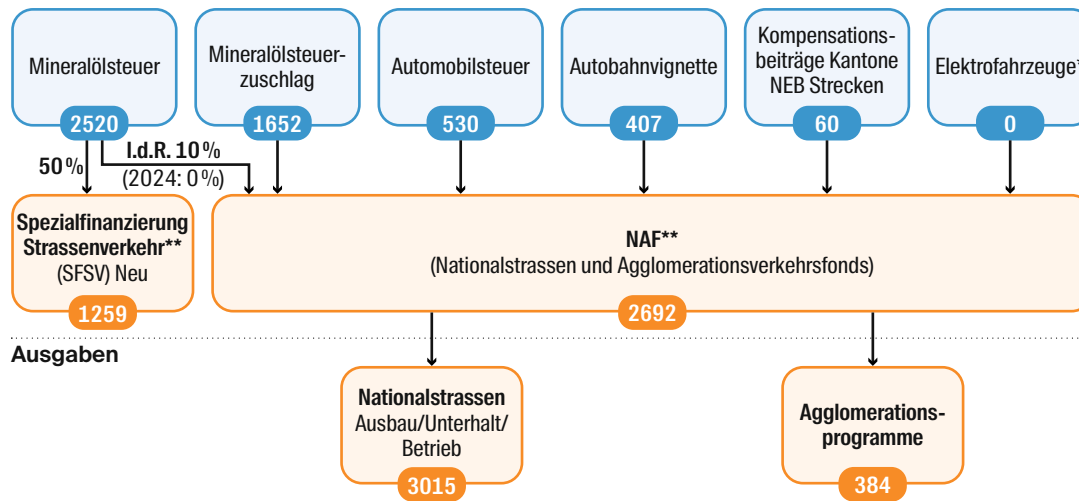 Mineralölsteuer
2520
Mineralölsteuer-
zuschlag
1652
Automobilsteuer
530
Autobahnvignette
407
Kompensations-
beiträge Kantone
NEB Strecken
60
Elektrofahrzeuge*
0
50%
I.d.R. 10%
(2024: 0%)
Spezialfinanzierung
Strassenverkehr**
(SFSV) Neu
1259
NAF**
(Nationalstrassen und Agglomerationsverkehrsfonds)
2692
Ausgaben
Nationalstrassen
Ausbau/Unterhalt/
Betrieb
3015
Agglomerations-
programme
384